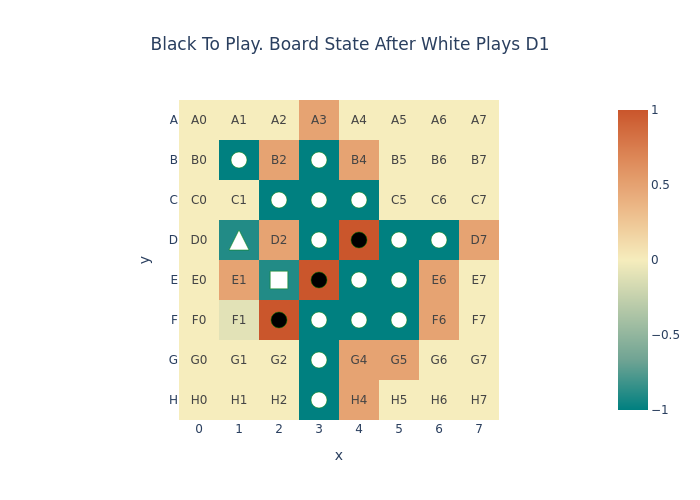 Black To Play. Board State After White Plays D1
A A0 A1 A2 A3 A4 A5 A6 A7
B B0 B2 B4 B5 B6 B7
C C0 C1 C5 C6 C7
D D0 D2 D7
E E0 E1 E6 E7
F F0 F1 F6 F7
G G0 G1 G2 G4 G5 G6 G7
H H0 H1 H2 H4 H5 H6 H7
0 1 2 3 4 5 6 7
x
y
1
0.5
0
−0.5
−1